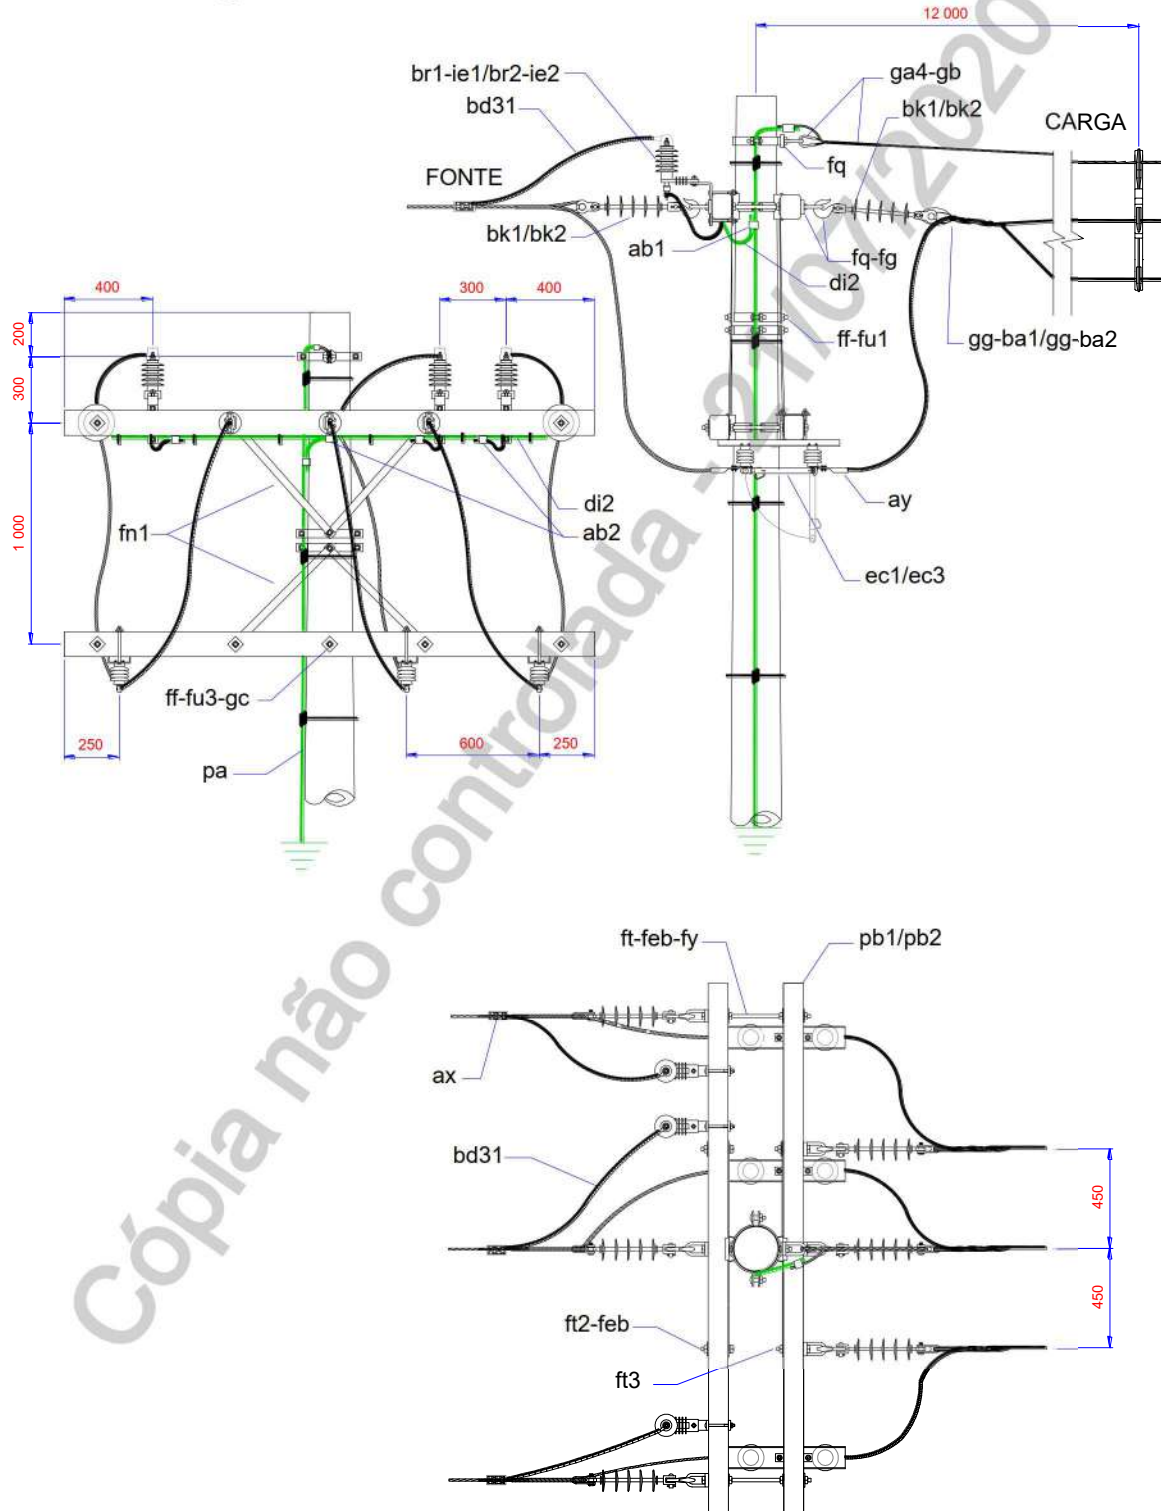 12 000
br1-ie1/br2-ie2
ga4-gb
bd31
bk1/bk2
CARGA
FONTE
fq
bk1/bk2
ab1
fq-fg
di2
400
300
400
200
300
ff-fu1
gg-ba1/gg-ba2
1 000
fn1
di2
ab2
ay
ec1/ec3
ff-fu3-gc
250
600
250
pa
ft-feb-fy
pb1/pb2
ax
bd31
450
450
ft2-feb
ft3
Cópia não controlada - 21/07/2020